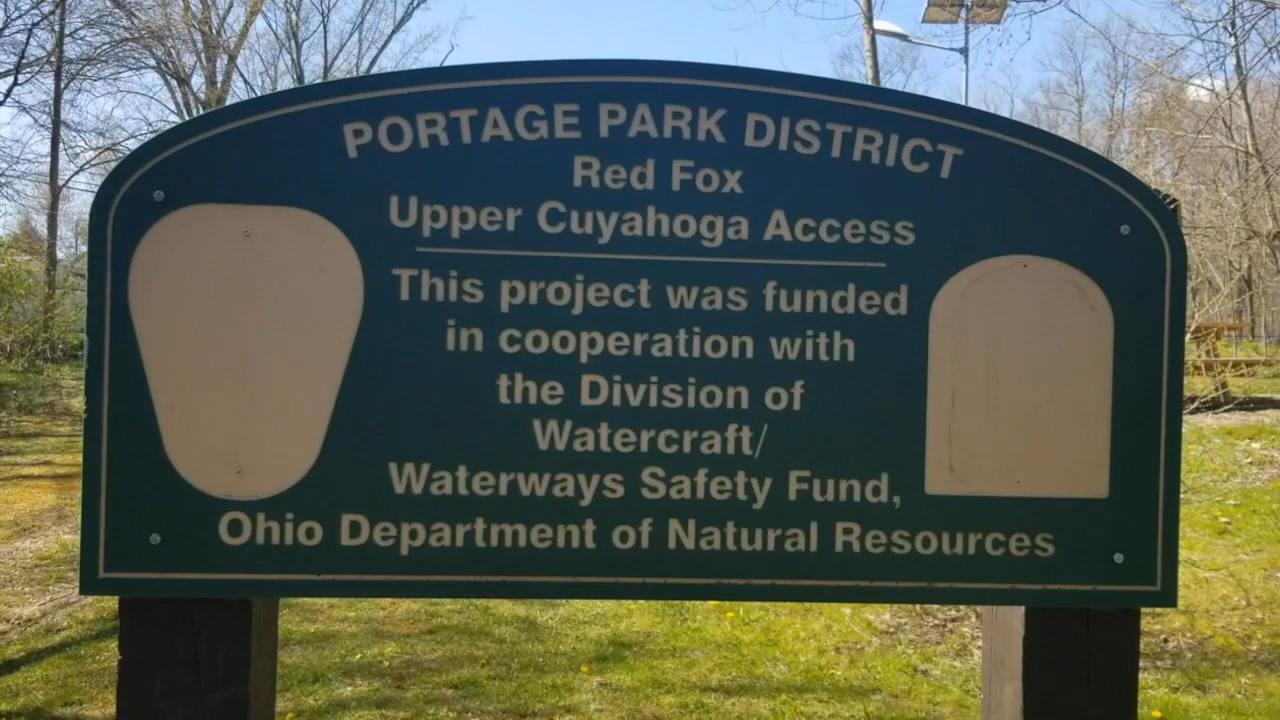 PORTAGE PARK DISTRICT
Red Fox
Upper Cuyahoga Access
This project was funded
in cooperation with
the Division of
Watercraft/
Waterways Safety Fund,
Ohio Department of Natural Resources